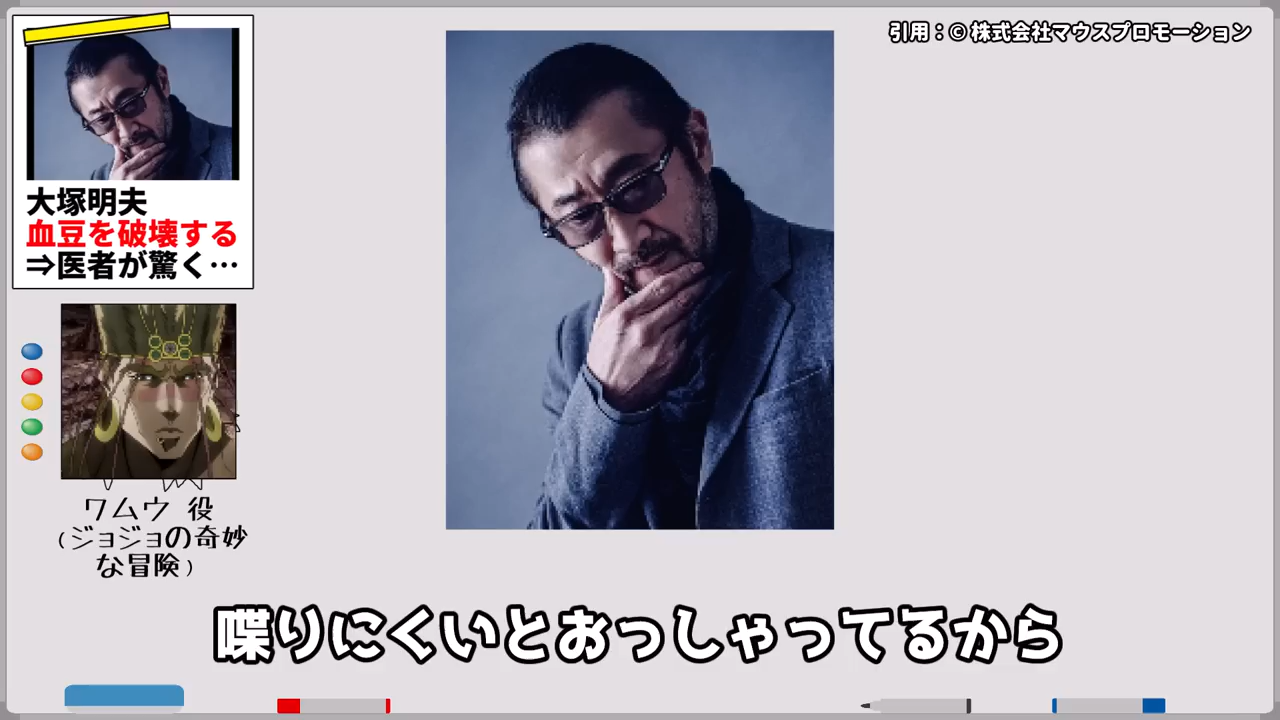 引用：© 株式会社マウスプロモーション
大塚明夫
血豆を破壊する
⇒医者が驚く…
ワムウ 役
(ジョジョの奇妙
な冒険)
喋りにくいとおっしゃってるから